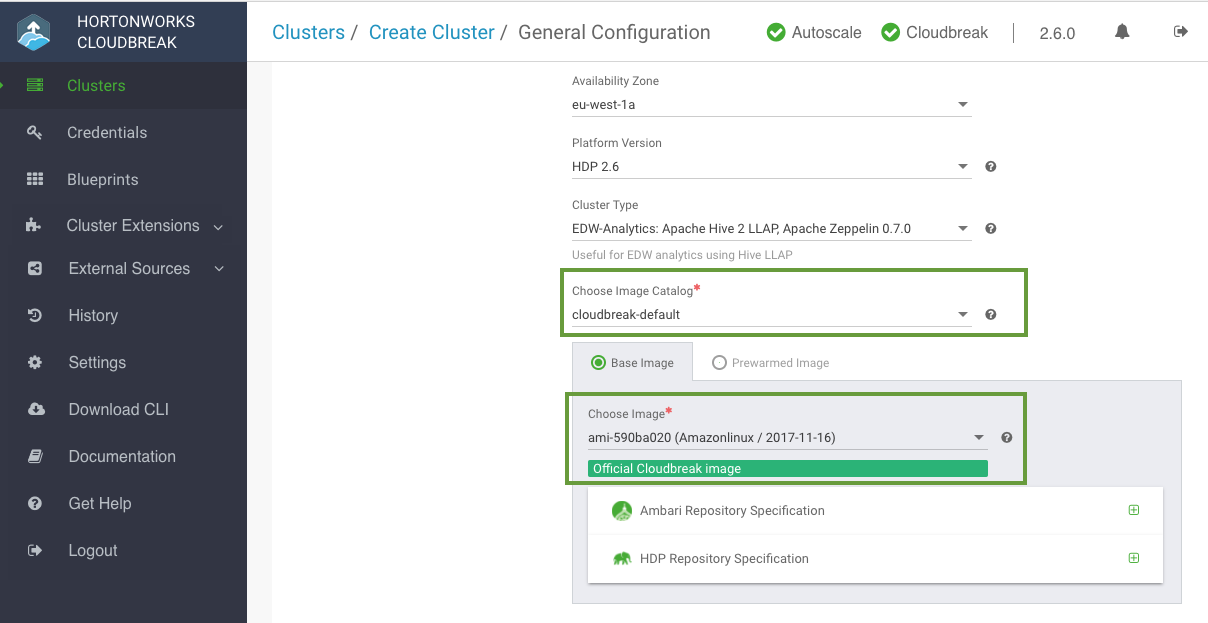 HORTONWORKS
CLOUDBREAK
Clusters / Create Cluster / General Configuration
Autoscale
Cloudbreak
2.6.0
Clusters
Credentials
Blueprints
Cluster Extensions
External Sources
History
Settings
Download CLI
Documentation
Get Help
Logout
Availability Zone
eu-west-1a
Platform Version
HDP 2.6
Cluster Type
EDW-Analytics: Apache Hive 2 LLAP, Apache Zeppelin 0.7.0
Useful for EDW analytics using Hive LLAP
Choose Image Catalog*
cloudbreak-default
Base Image
Prewarmed Image
Choose Image*
ami-590ba020 (Amazonlinux / 2017-11-16)
Official Cloudbreak image
Ambari Repository Specification
HDP Repository Specification